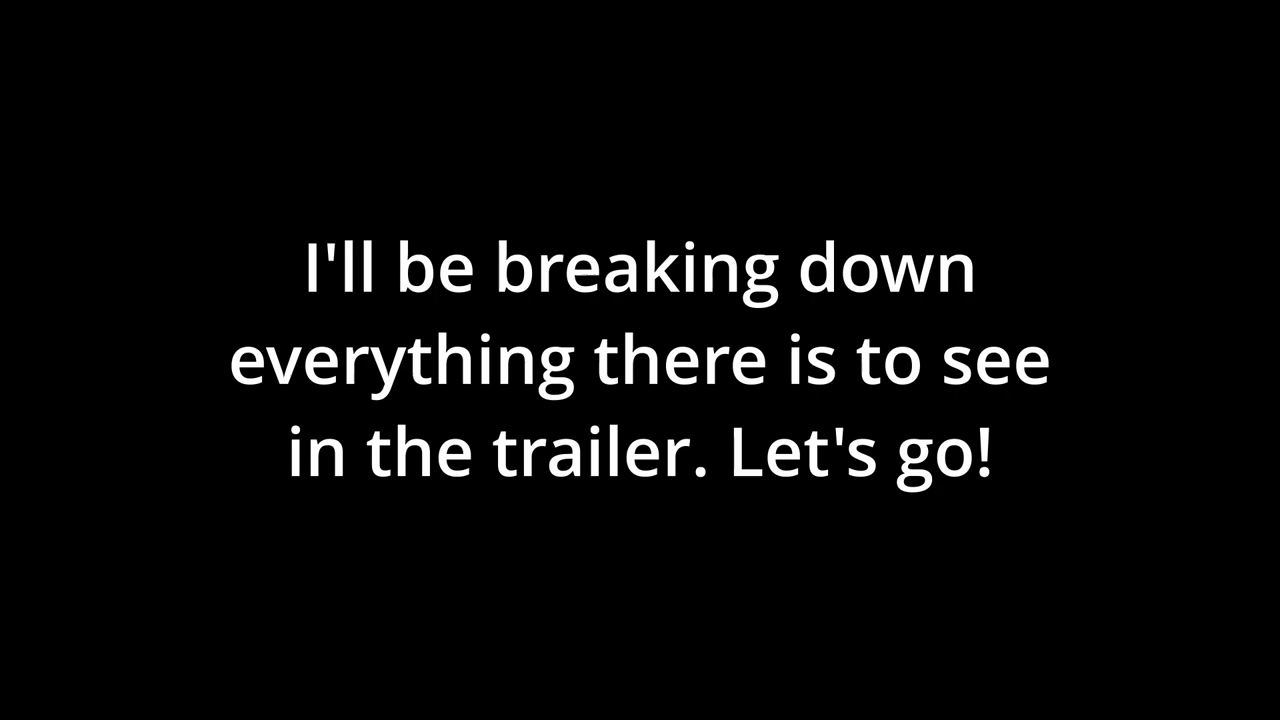 I'll be breaking down
everything there is to see
in the trailer. Let's go!